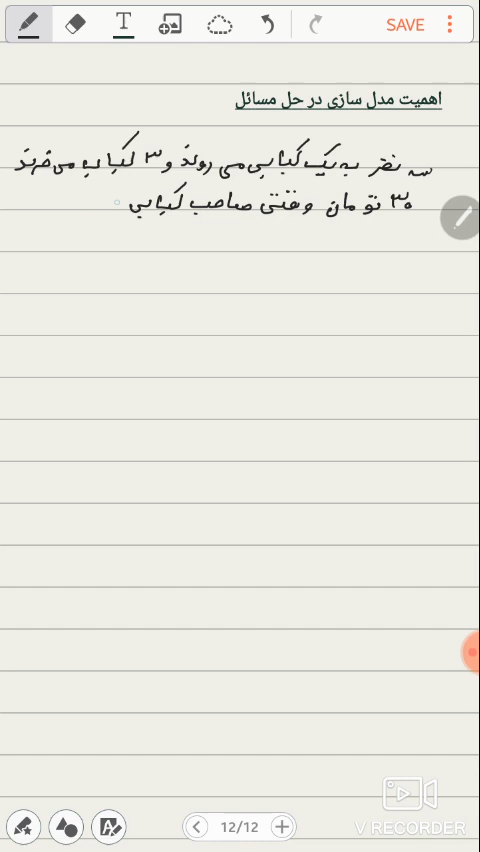 SAVE
اهمیت مدل سازی در حل مسائل
سه نفر به یک کبابی می روند و ۳ کباب می خرند
۳۰ تومان وقتی صاحب کبابی
12/12
V RECORDER